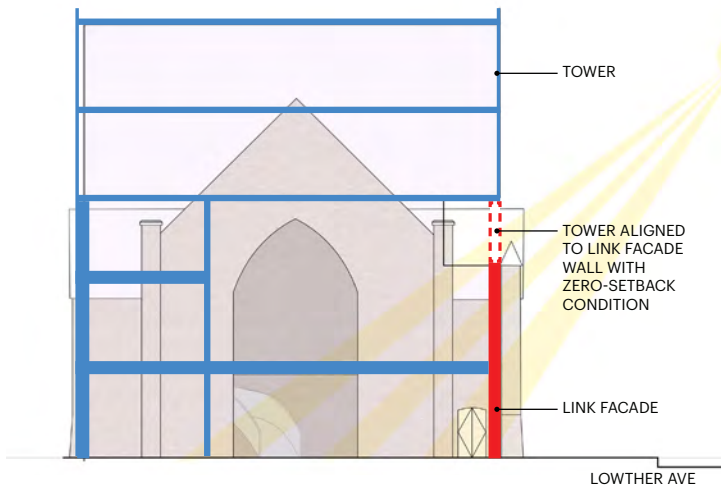 TOWER
TOWER ALIGNED
TO LINK FACADE
WALL WITH
ZERO-SETBACK
CONDITION
LINK FACADE
LOWTHER AVE